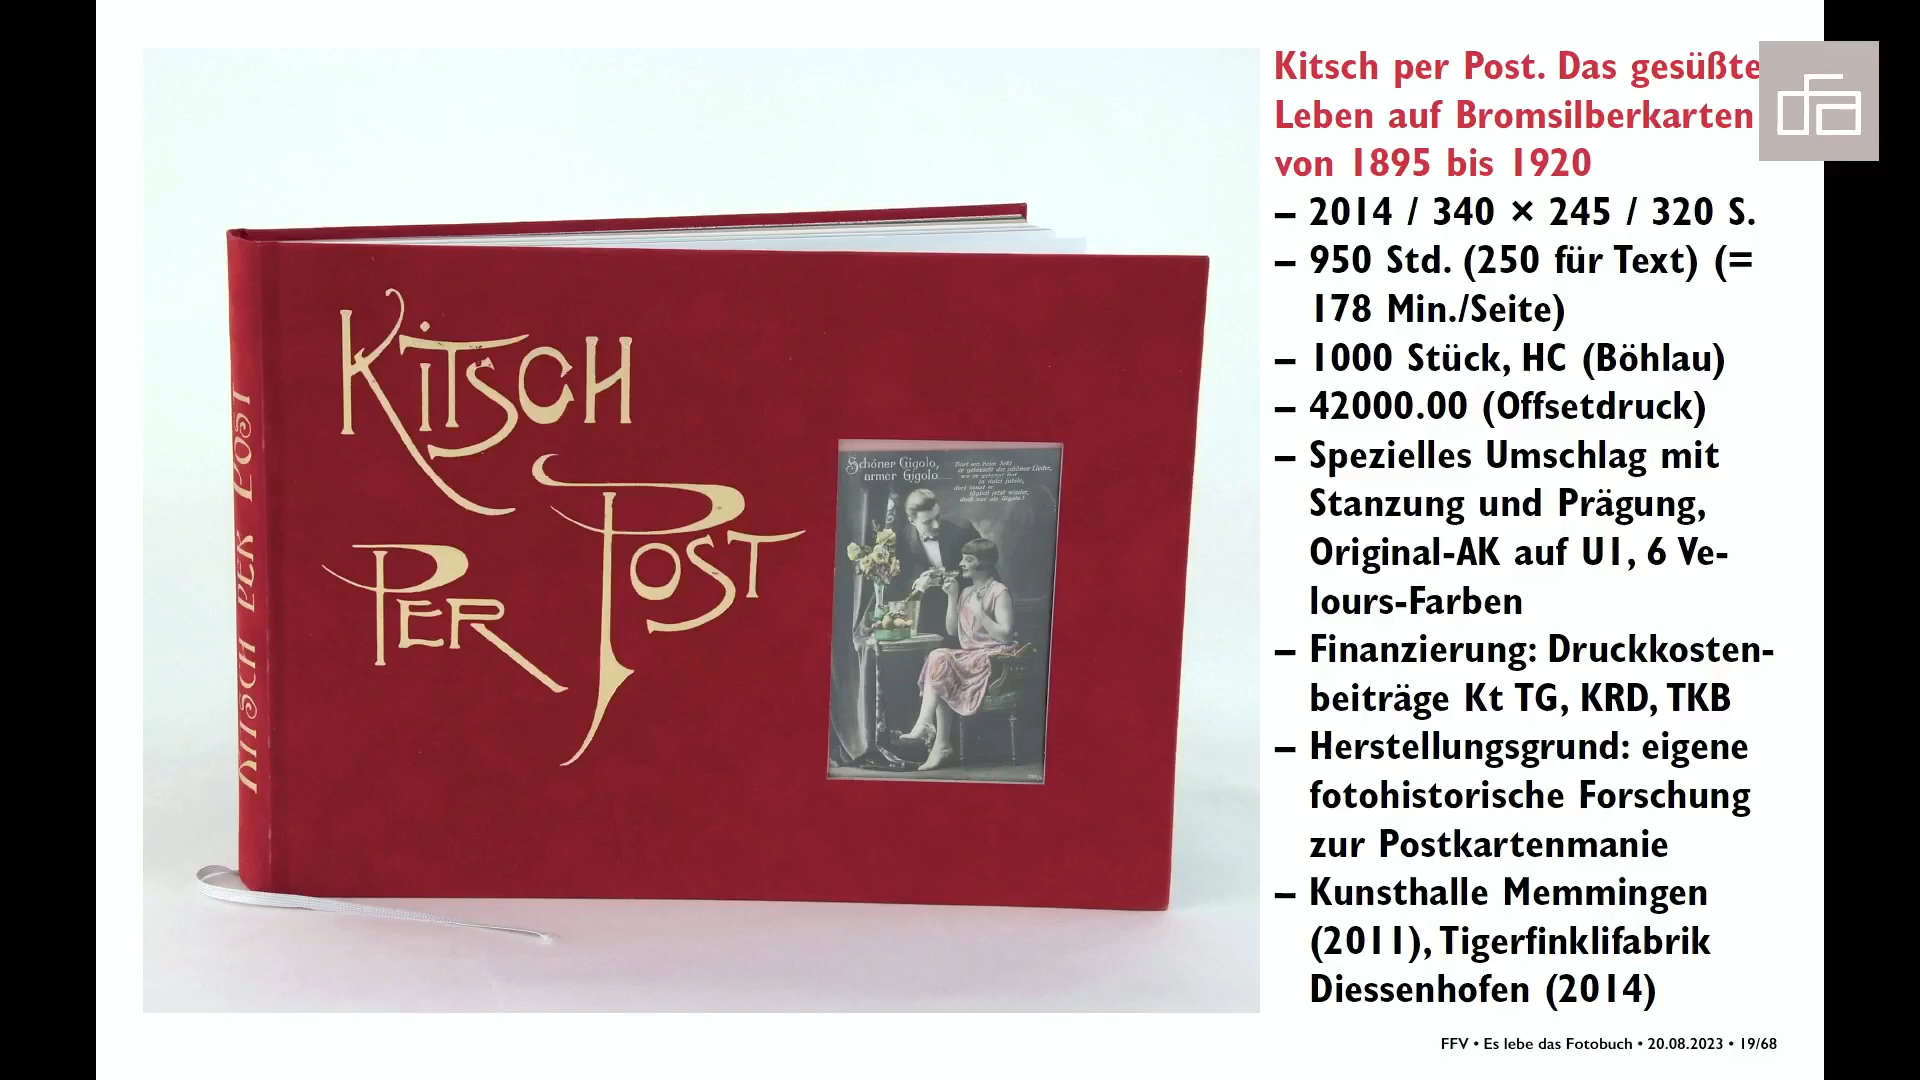 Kitsch per Post. Das gesüßte
Leben auf Bromsilberkarten
von 1895 bis 1920
– 2014 / 340 × 245 / 320 S.
– 950 Std. (250 für Text) (=
178 Min./Seite)
– 1000 Stück, HC (Böhlau)
– 42000.00 (Offsetdruck)
– Spezielles Umschlag mit
Stanzung und Prägung,
Original-AK auf U1, 6 Ve-
lours-Farben
– Finanzierung: Druckkosten-
beiträge Kt TG, KRD, TKB
– Herstellungsgrund: eigene
fotohistorische Forschung
zur Postkartenmanie
– Kunsthalle Memmingen
(2011), Tigerfinklifabrik
Diessenhofen (2014)
KITSCH
PER POST
KITSCH PER POST
Schöner Gigolo,
armer Gigolo
dfa
FFV • Es lebe das Fotobuch • 20.08.2023 • 19/68